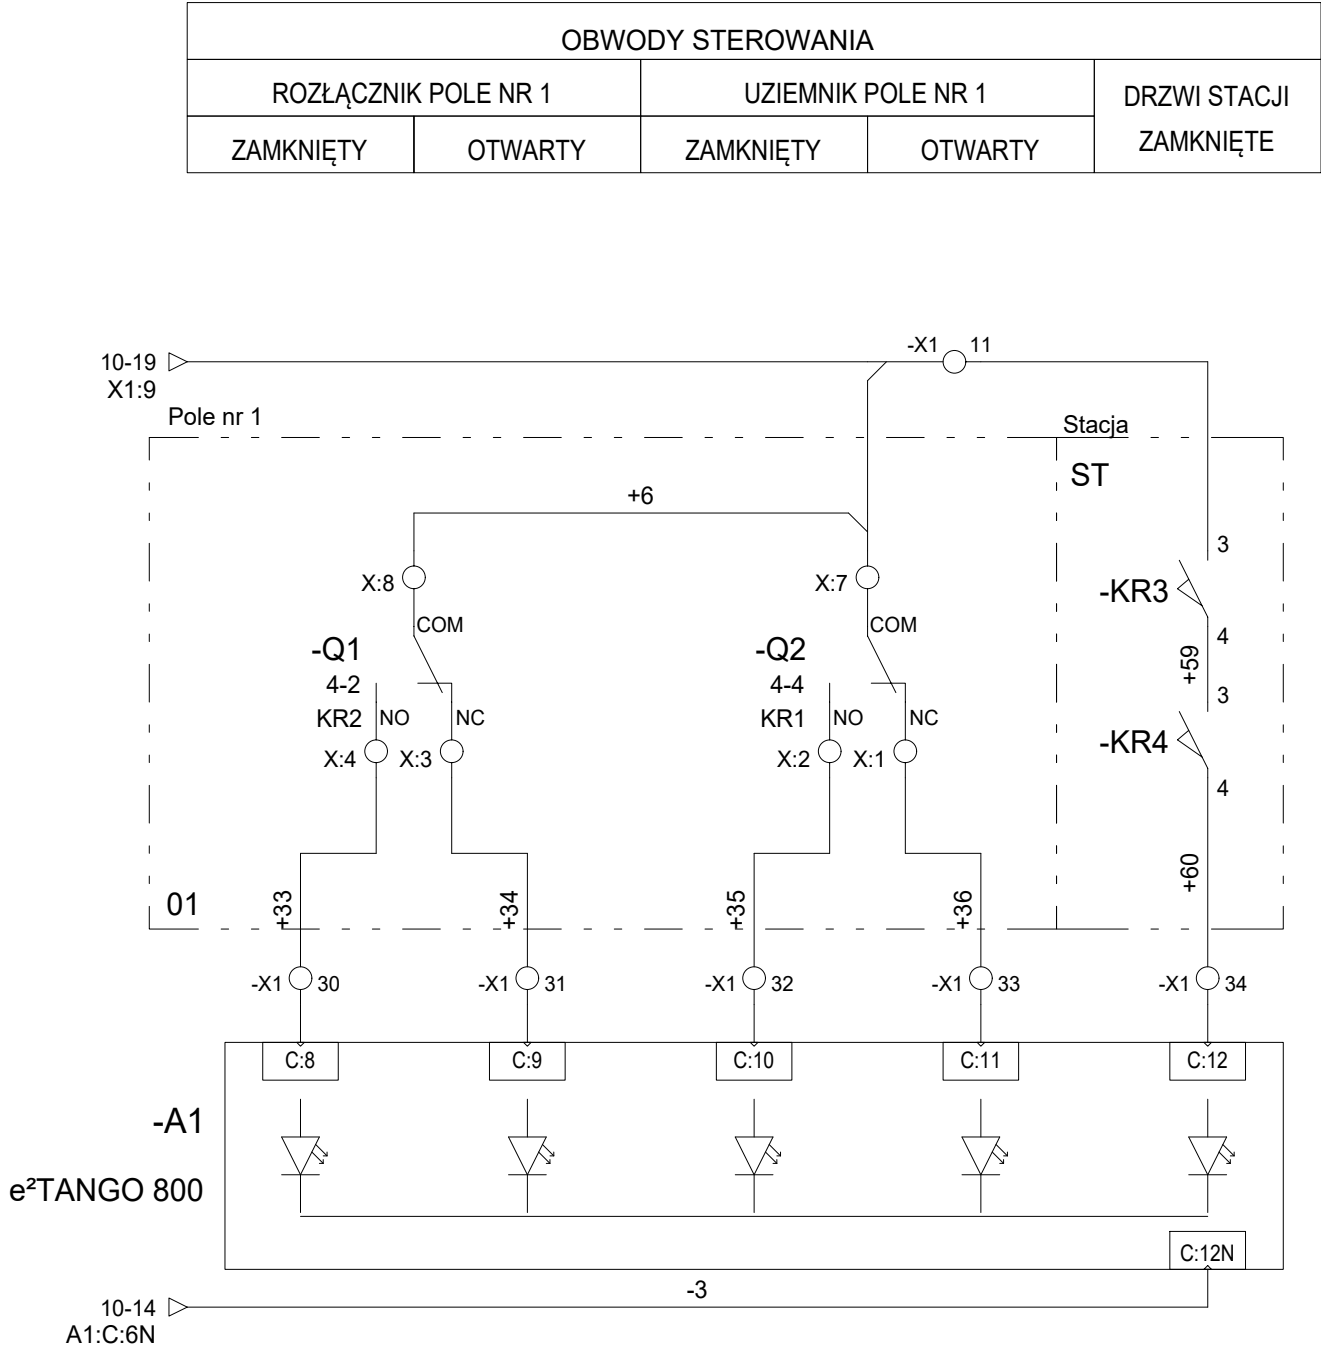 OBWODY STEROWANIA
ROZŁĄCZNIK POLE NR 1 UZIEMNIK POLE NR 1 DRZWI STACJI
ZAMKNIĘTE
ZAMKNIĘTY OTWARTY ZAMKNIĘTY OTWARTY
-X1 11
10-19
X1:9
Pole nr 1 Stacja
ST
+6
3
X:8 X:7 -KR3
COM COM 4
-Q1 -Q2 +59
4-2 4-4 3
KR2 NO NC KR1 NO NC
-KR4
X:4 X:3 X:2 X:1
4
+60
01 +33 +34 +35 +36
-X1 30 -X1 31 -X1 32 -X1 33 -X1 34
C:8 C:9 C:10 C:11 C:12
-A1
e²TANGO 800
C:12N
-3
10-14
A1:C:6N